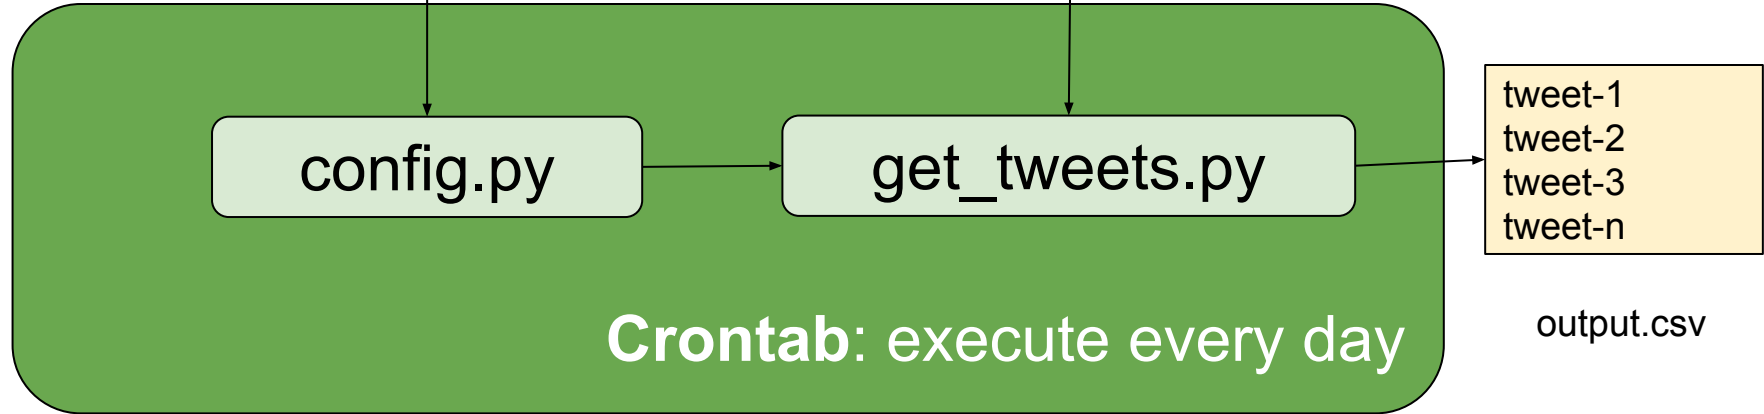 config.py
get_tweets.py
tweet-1
tweet-2
tweet-3
tweet-n
Crontab: execute every day
output.csv